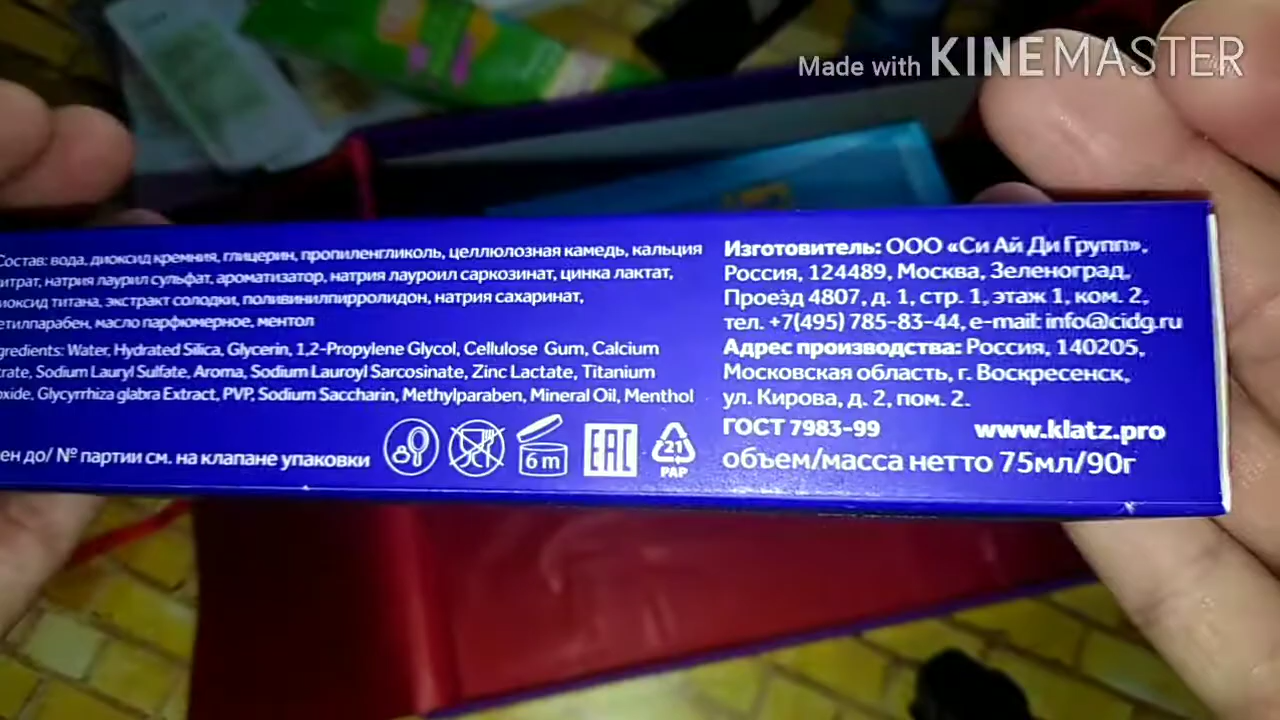 Made with KINEMASTER
Состав: вода, диоксид кремния, глицерин, пропиленгликоль, целлюлозная камедь, кальция
итрат, натрия лаурил сульфат, ароматизатор, натрия лауроил саркозинат, цинка лактат,
иоксид титана, экстракт солодки, поливинилпирролидон, натрия сахаринат,
етилпарабен, масло парфюмерное, ментол
gredients: Water, Hydrated Silica, Glycerin, 1,2-Propylene Glycol, Cellulose Gum, Calcium
trate, Sodium Lauryl Sulfate, Aroma, Sodium Lauroyl Sarcosinate, Zinc Lactate, Titanium
oxide, Glycyrrhiza glabra Extract, PVP, Sodium Saccharin, Methylparaben, Mineral Oil, Menthol
ен до/ № партии см. на клапане упаковки
6 m
EAC
21
PAP
Изготовитель: ООО «Си Ай Ди Групп»,
Россия, 124489, Москва, Зеленоград,
Проезд 4807, д. 1, стр. 1, этаж 1, ком. 2,
тел. +7(495) 785-83-44, e-mail: info@cidg.ru
Адрес производства: Россия, 140205,
Московская область, г. Воскресенск,
ул. Кирова, д. 2, пом. 2.
ГОСТ 7983-99 www.klatz.pro
объем/масса нетто 75мл/90г